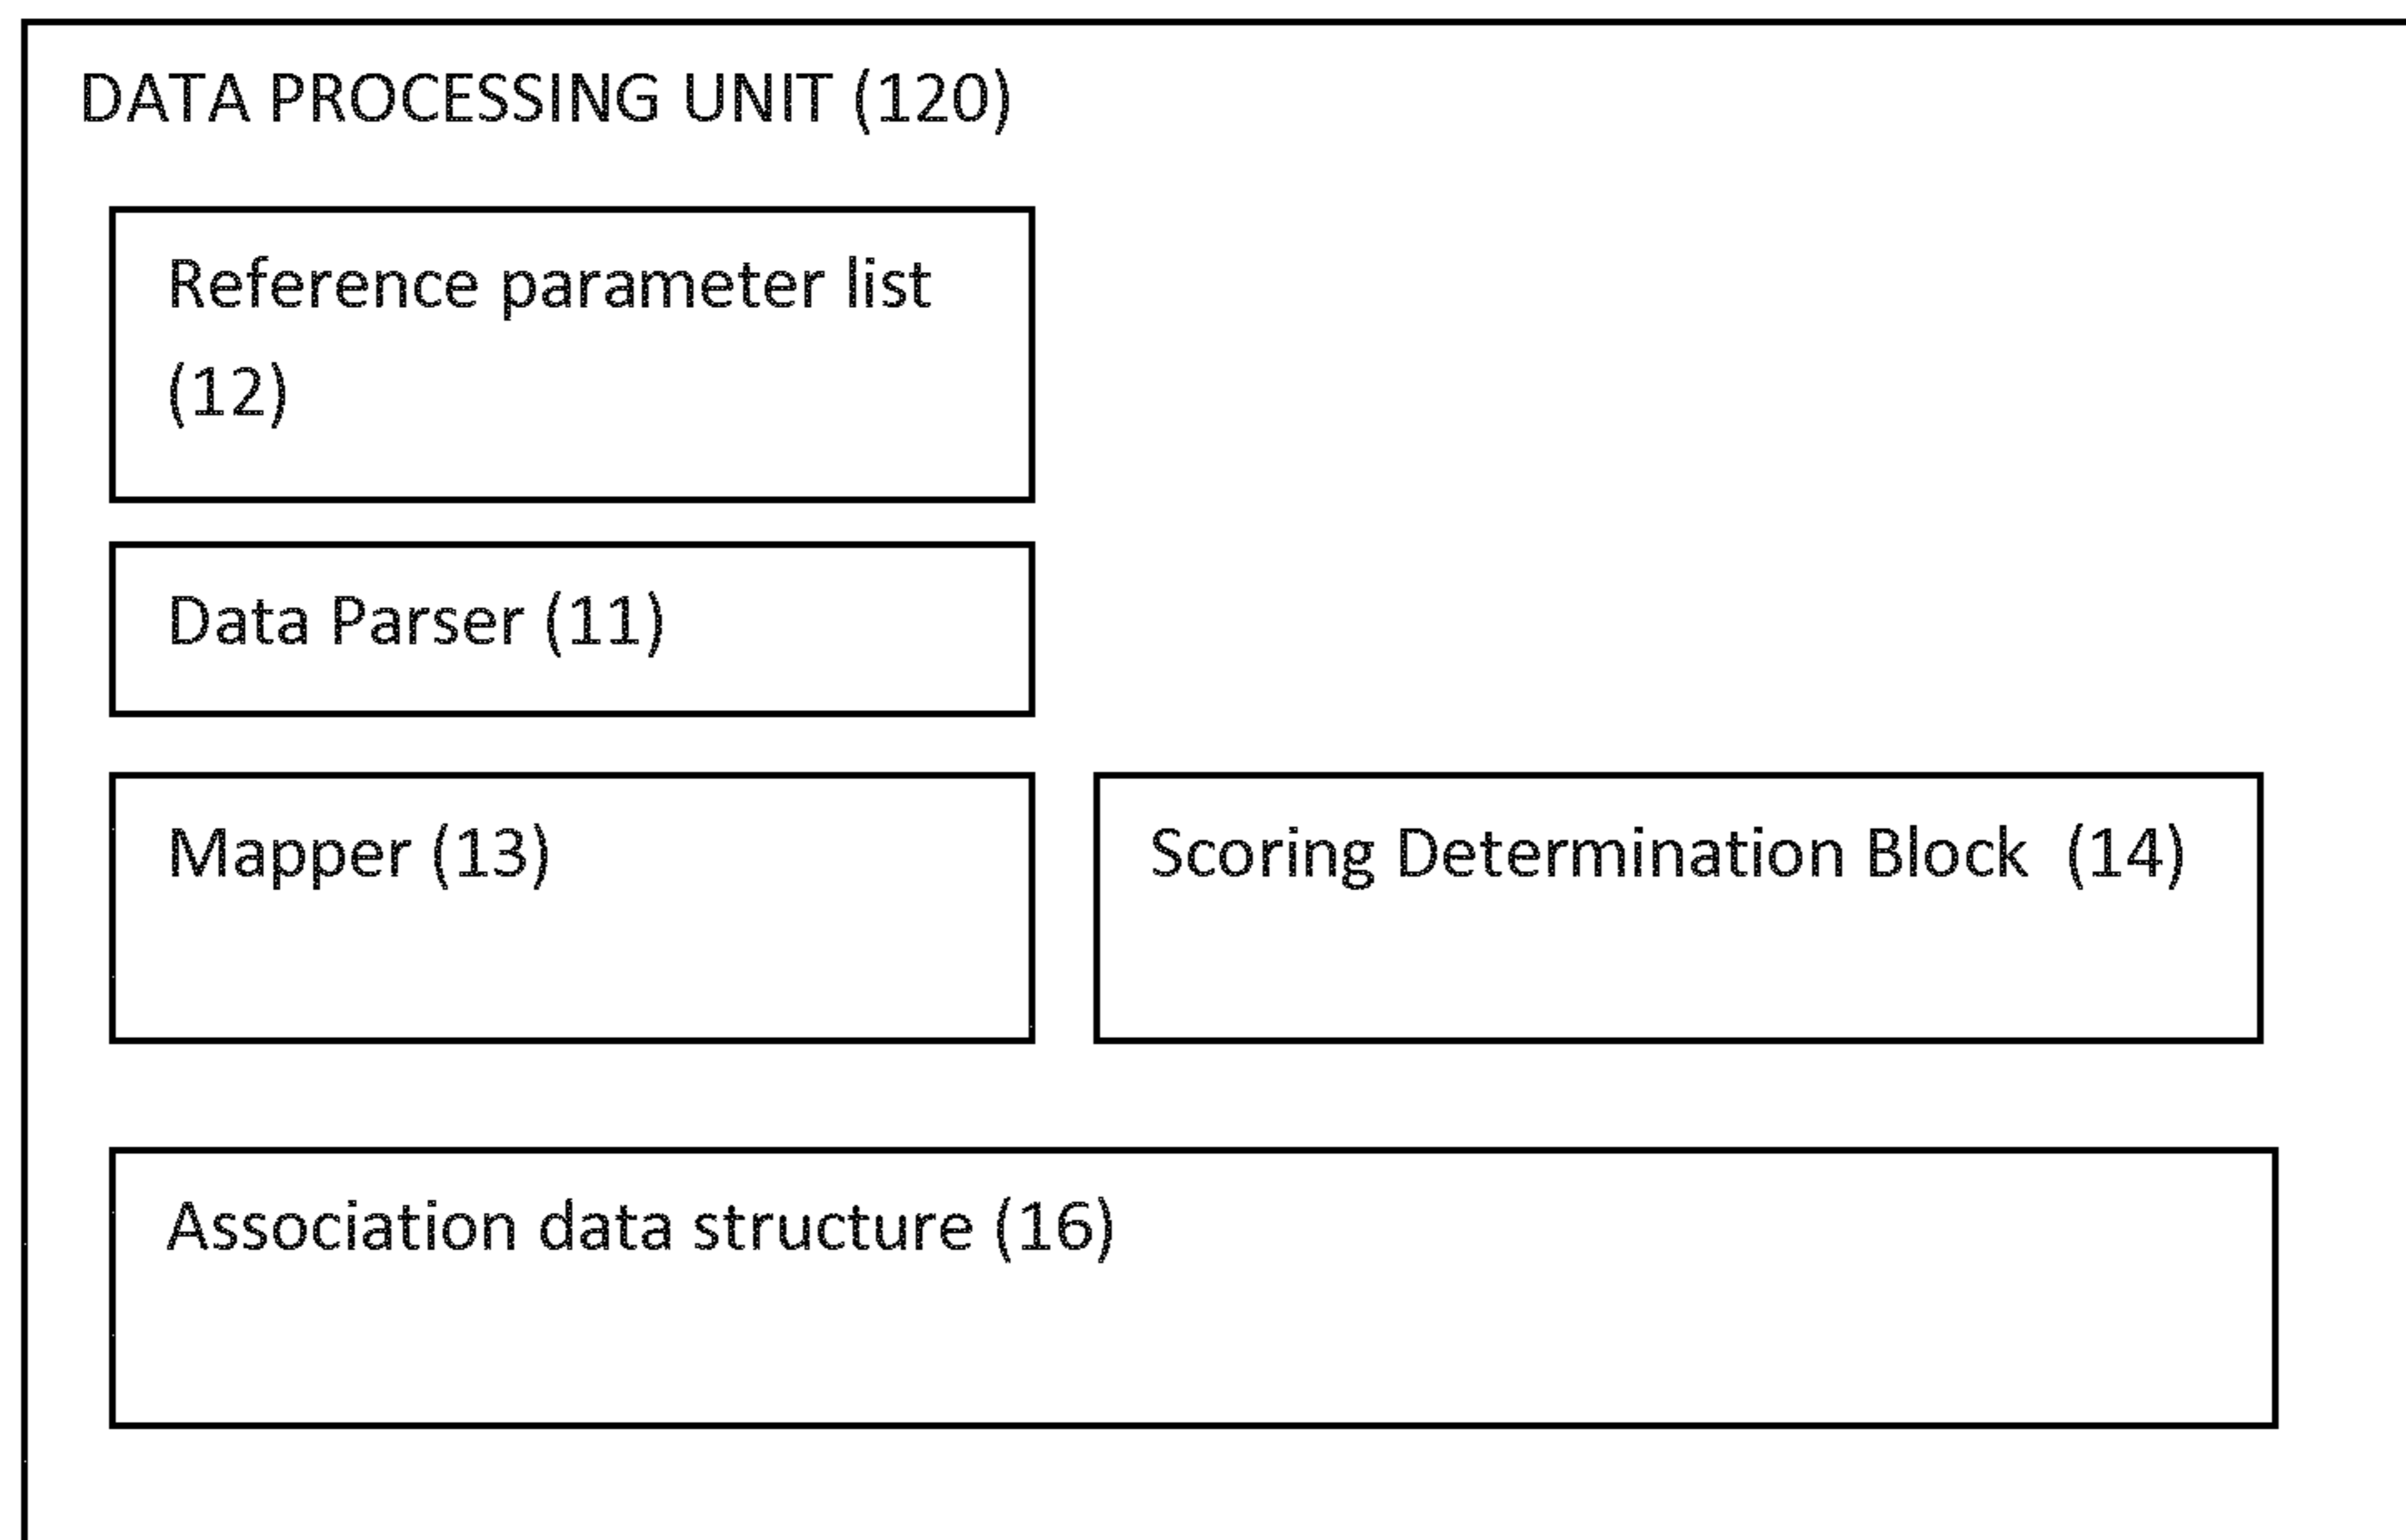 DATA PROCESSING UNIT (120)
Reference parameter list
(12)
Data Parser (11)
Mapper (13)
Scoring Determination Block (14)
Association data structure (16)